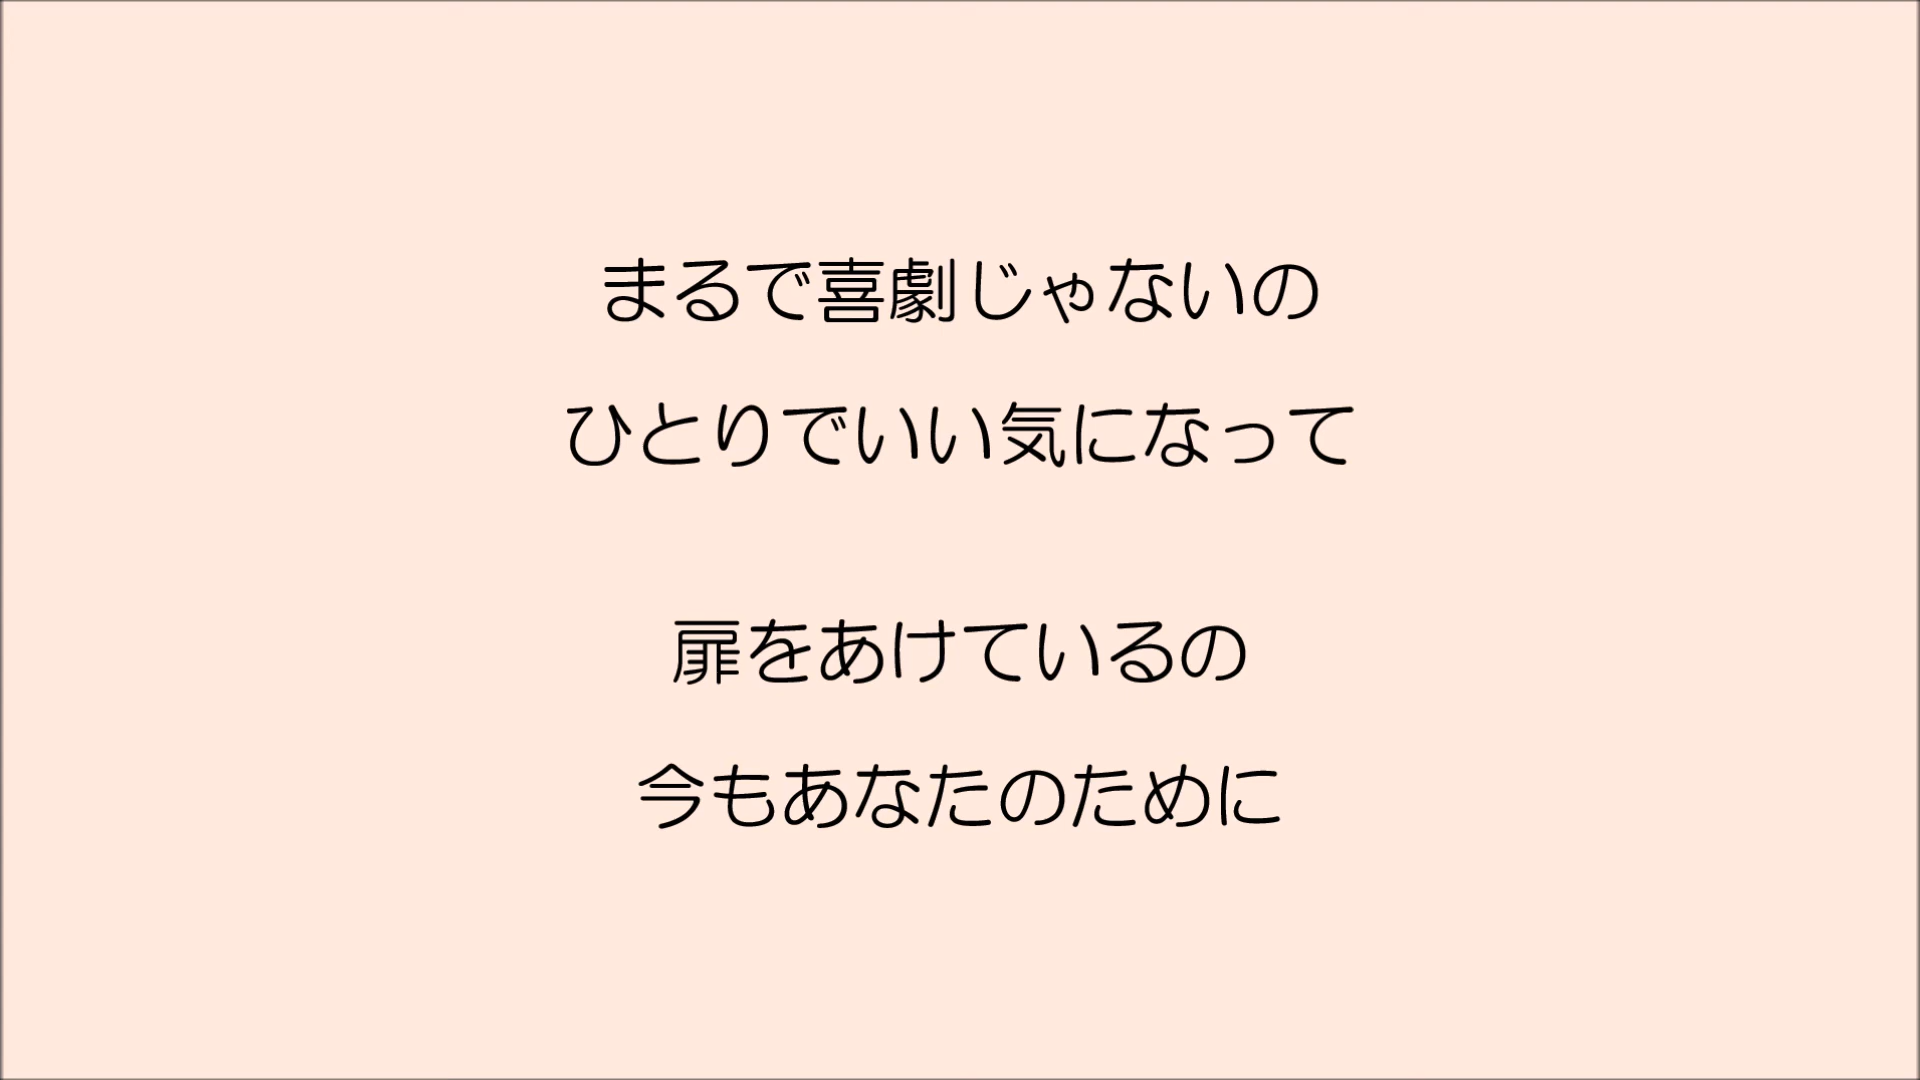 まるで喜劇じゃないの
ひとりでいい気になって
扉をあけているの
今もあなたのために